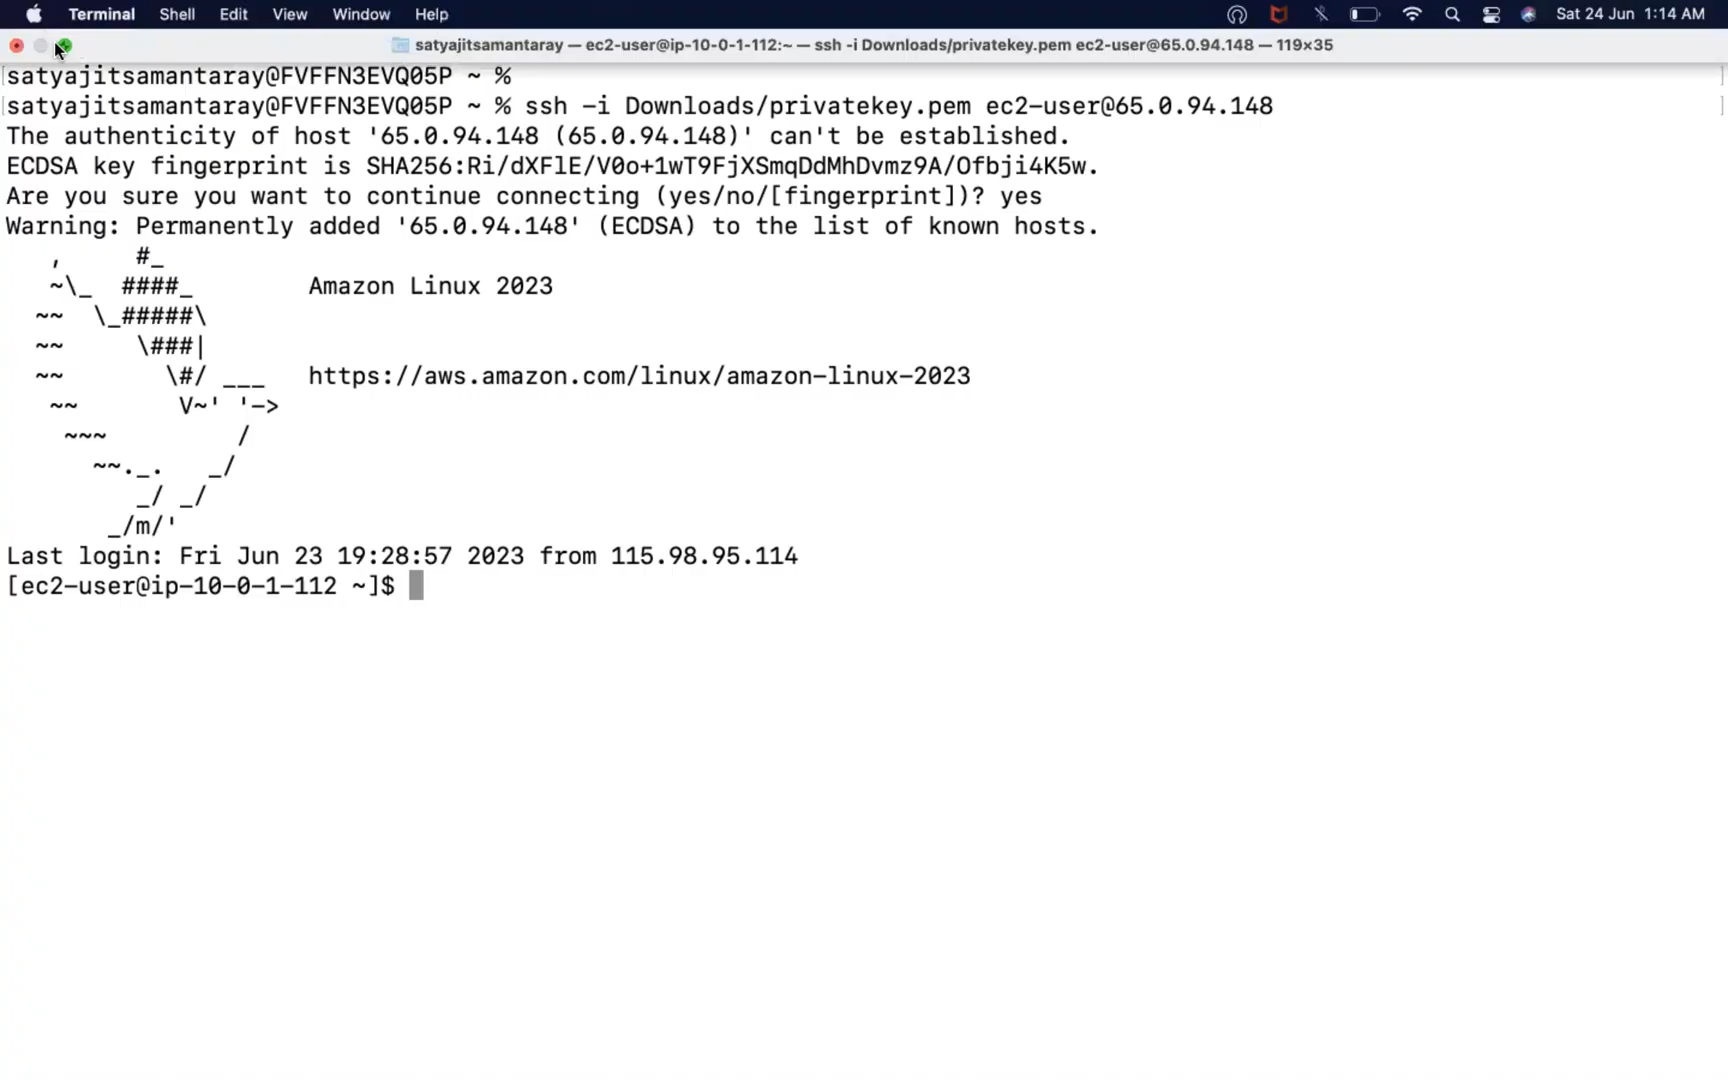 Terminal Shell Edit View Window Help Sat 24 Jun 1:14 AM
satyajitsamantaray — ec2-user@ip-10-0-1-112:~ — ssh -i Downloads/privatekey.pem ec2-user@65.0.94.148 — 119×35
[satyajitsamantaray@FVFFN3EVQ05P ~ % ]
[satyajitsamantaray@FVFFN3EVQ05P ~ % ssh -i Downloads/privatekey.pem ec2-user@65.0.94.148 ]
The authenticity of host '65.0.94.148 (65.0.94.148)' can't be established.
ECDSA key fingerprint is SHA256:Ri/dXFlE/V0o+1wT9FjXSmqDdMhDvmz9A/Ofbji4K5w.
Are you sure you want to continue connecting (yes/no/[fingerprint])? yes
Warning: Permanently added '65.0.94.148' (ECDSA) to the list of known hosts.
   ,     #_
   ~\_  ####_        Amazon Linux 2023
  ~~  \_#####\
  ~~     \###|
  ~~       \#/ ___   https://aws.amazon.com/linux/amazon-linux-2023
   ~~       V~' '->
    ~~~         /
      ~~._.   _/
         _/ _/
       _/m/'
Last login: Fri Jun 23 19:28:57 2023 from 115.98.95.114
[ec2-user@ip-10-0-1-112 ~]$